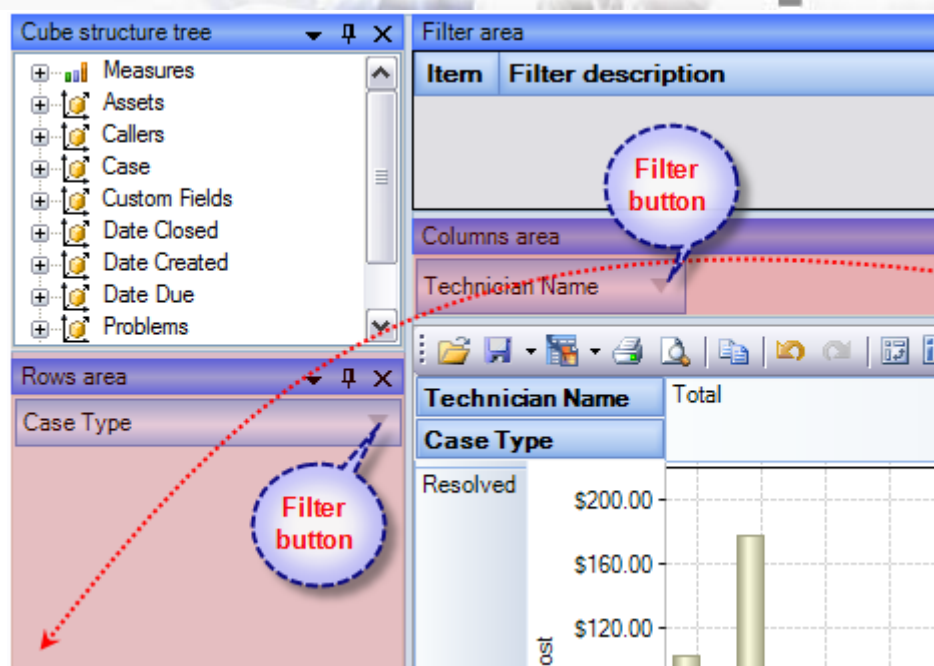 Cube structure tree
Measures
Assets
Callers
Case
Custom Fields
Date Closed
Date Created
Date Due
Problems
Rows area
Case Type
Filter
button
Filter area
Item Filter description
Filter
button
Columns area
Technician Name
Technician Name
Case Type
Total
Resolved
$200.00
$160.00
$120.00
ost